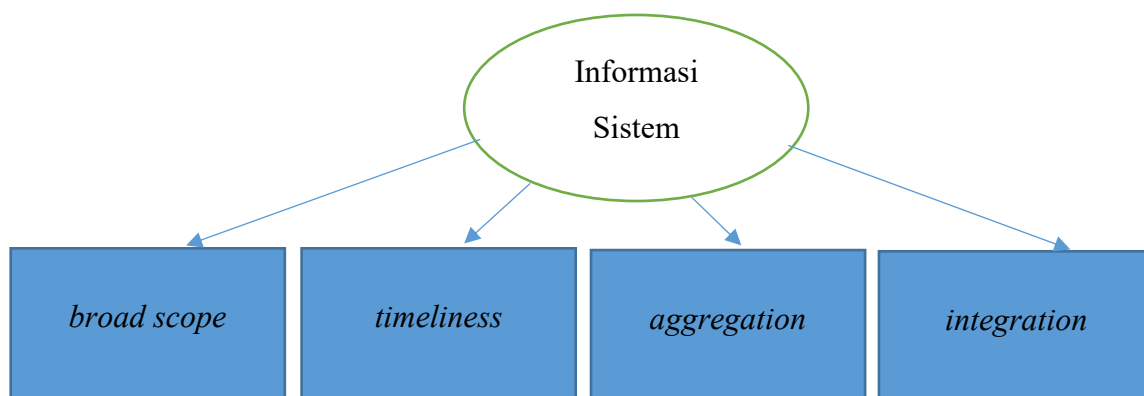 Informasi
Sistem
broad scope
timeliness
aggregation
integration